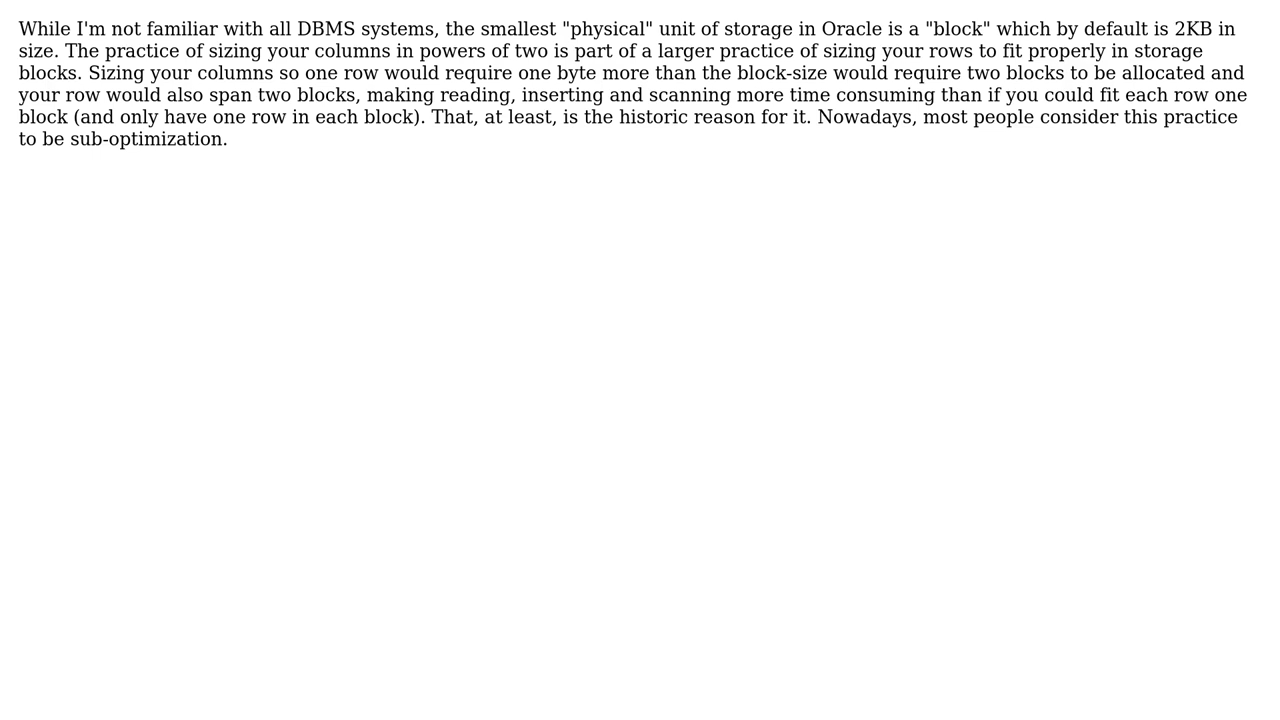 While I'm not familiar with all DBMS systems, the smallest "physical" unit of storage in Oracle is a "block" which by default is 2KB in
size. The practice of sizing your columns in powers of two is part of a larger practice of sizing your rows to fit properly in storage
blocks. Sizing your columns so one row would require one byte more than the block-size would require two blocks to be allocated and
your row would also span two blocks, making reading, inserting and scanning more time consuming than if you could fit each row one
block (and only have one row in each block). That, at least, is the historic reason for it. Nowadays, most people consider this practice
to be sub-optimization.